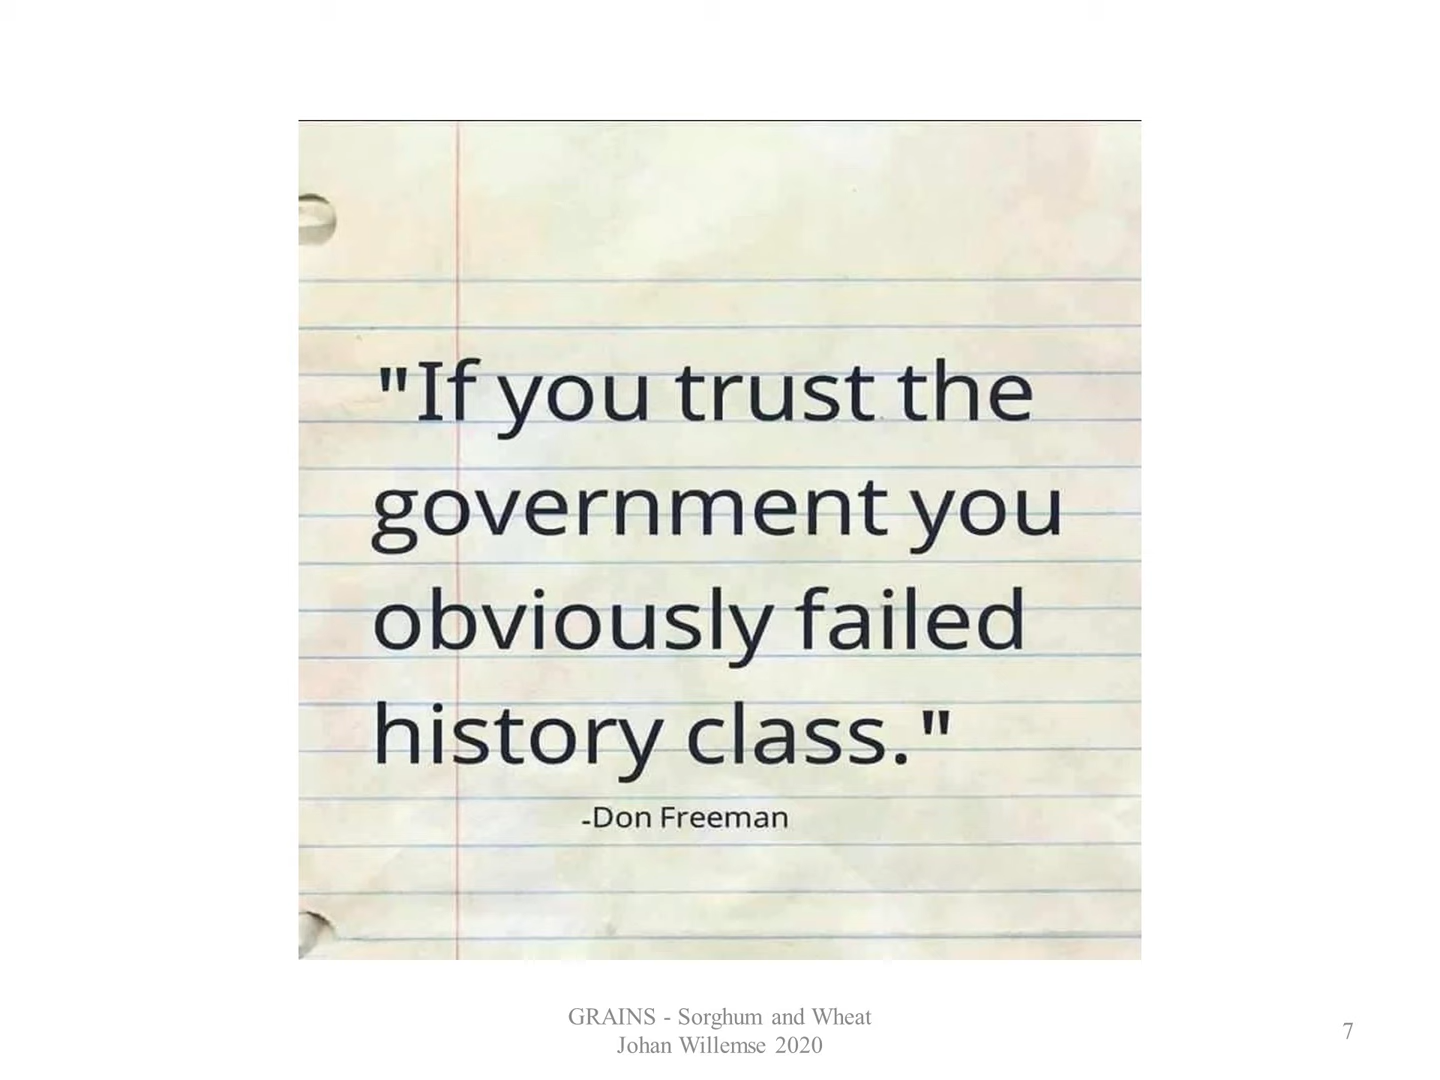 "If you trust the
government you
obviously failed
history class."
-Don Freeman
GRAINS - Sorghum and Wheat
Johan Willemse 2020
7